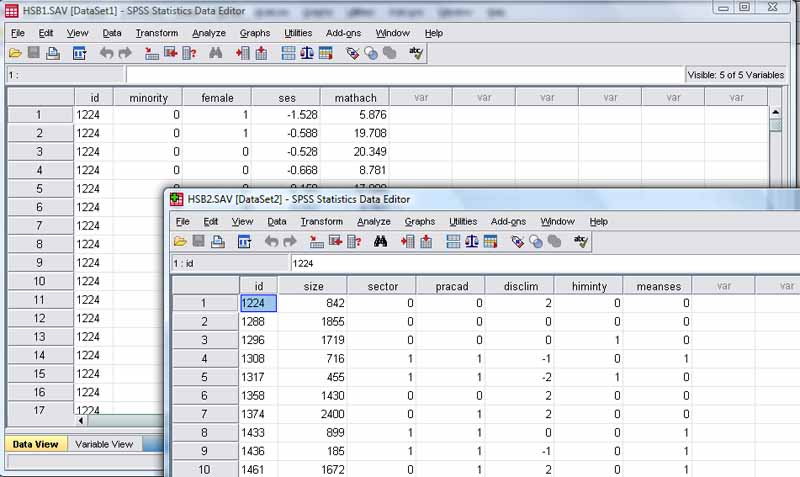 HSB1.SAV [DataSet1] - SPSS Statistics Data Editor
File Edit View Data Transform Analyze Graphs Utilities Add-ons Window Help
1 : Visible: 5 of 5 Variables
id minority female ses mathach var var var var var var
1 1224 0 1 -1.528 5.876
2 1224 0 1 -0.588 19.708
3 1224 0 0 -0.528 20.349
4 1224 0 0 -0.668 8.781
5 1224 0
6 1224
7 1224
8 1224
9 1224
10 1224
11 1224
12 1224
13 1224
14 1224
15 1224
16 1224
17 1224
Data View Variable View
HSB2.SAV [DataSet2] - SPSS Statistics Data Editor
File Edit View Data Transform Analyze Graphs Utilities Add-ons Window Help
1 : id 1224
id size sector pracad disclim himinty meanses var var
1 1224 842 0 0 2 0 0
2 1288 1855 0 0 0 0 0
3 1296 1719 0 0 0 1 0
4 1308 716 1 1 -1 0 1
5 1317 455 1 1 -2 1 0
6 1358 1430 0 0 2 0 0
7 1374 2400 0 1 2 0 0
8 1433 899 1 1 0 0 1
9 1436 185 1 1 -1 0 1
10 1461 1672 0 1 2 0 1